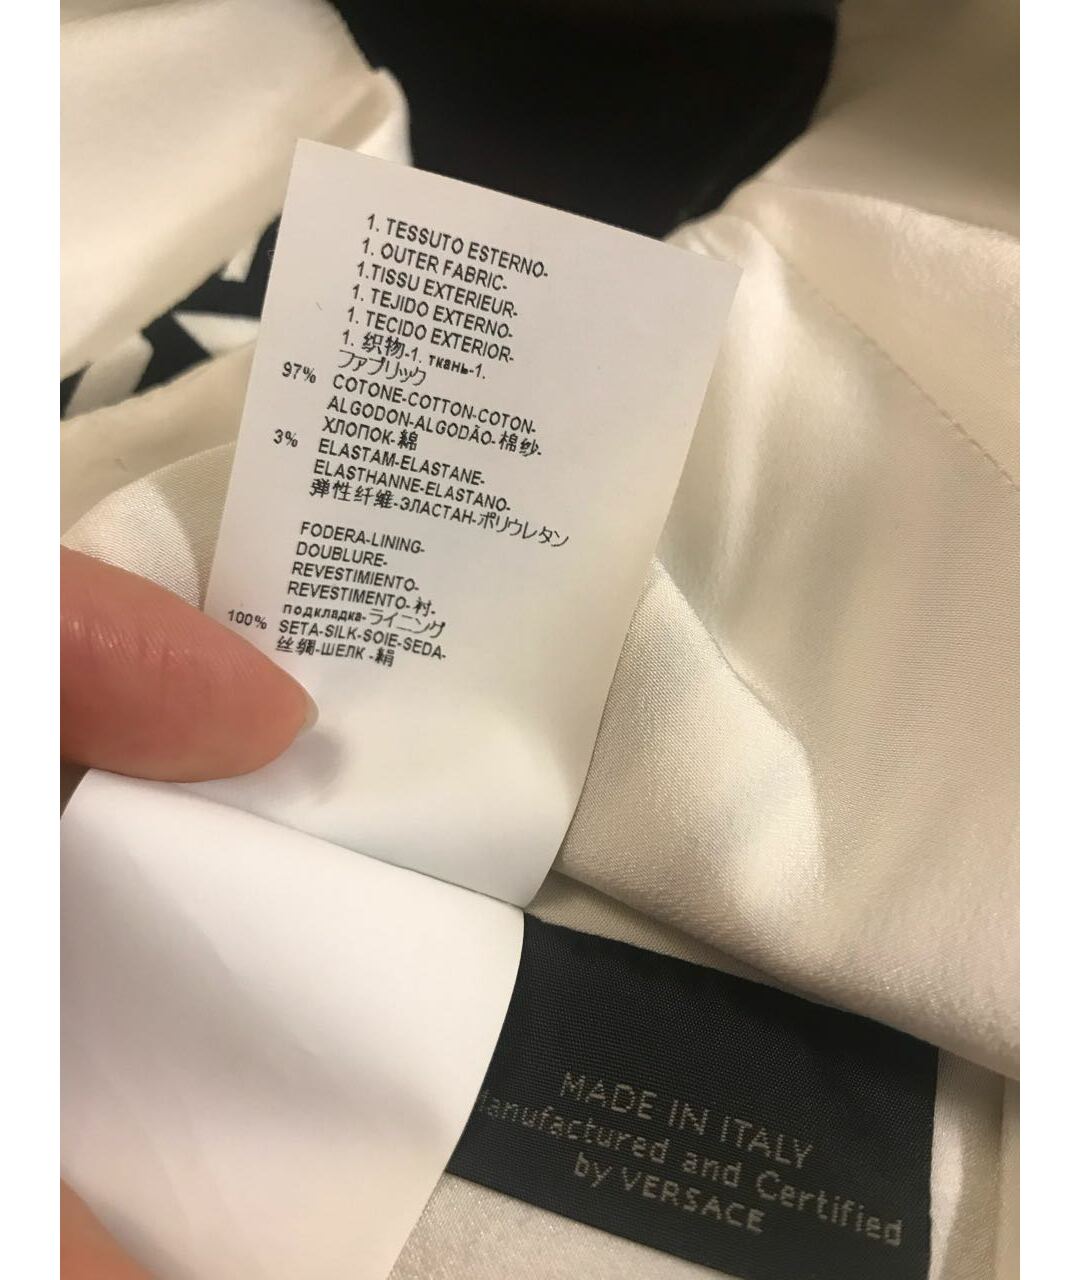 1. TESSUTO ESTERNO-
1. OUTER FABRIC-
1.TISSU EXTERIEUR-
1. TEJIDO EXTERNO-
1. TECIDO EXTERIOR-
1. 织物-1. ткань-1.
ファブリック
97% COTONE-COTTON-COTON-
ALGODON-ALGODÃO-棉纱-
ХЛОПОК-綿
3% ELASTAM-ELASTANE-
ELASTHANNE-ELASTANO-
弹性纤维-ЭЛАСТАН-ポリウレタン
FODERA-LINING-
DOUBLURE-
REVESTIMIENTO-
REVESTIMENTO-衬-
подкладка-ライニング
100% SETA-SILK-SOIE-SEDA-
丝绸-ШЕЛК-絹
MADE IN ITALY
Manufactured and Certified
by VERSACE